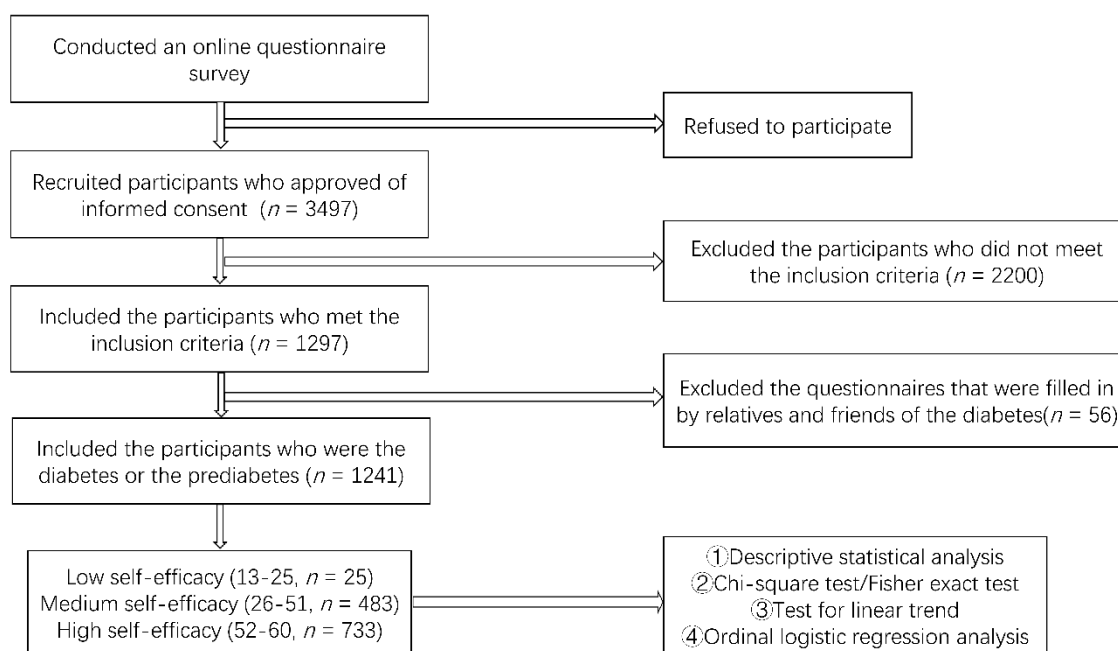 Conducted an online questionnaire
survey
Refused to participate
Recruited participants who approved of
informed consent (n = 3497)
Excluded the participants who did not meet
the inclusion criteria (n = 2200)
Included the participants who met the
inclusion criteria (n = 1297)
Excluded the questionnaires that were filled in
by relatives and friends of the diabetes(n = 56)
Included the participants who were the
diabetes or the prediabetes (n = 1241)
Low self-efficacy (13-25, n = 25)
Medium self-efficacy (26-51, n = 483)
High self-efficacy (52-60, n = 733)
①Descriptive statistical analysis
②Chi-square test/Fisher exact test
③Test for linear trend
④Ordinal logistic regression analysis